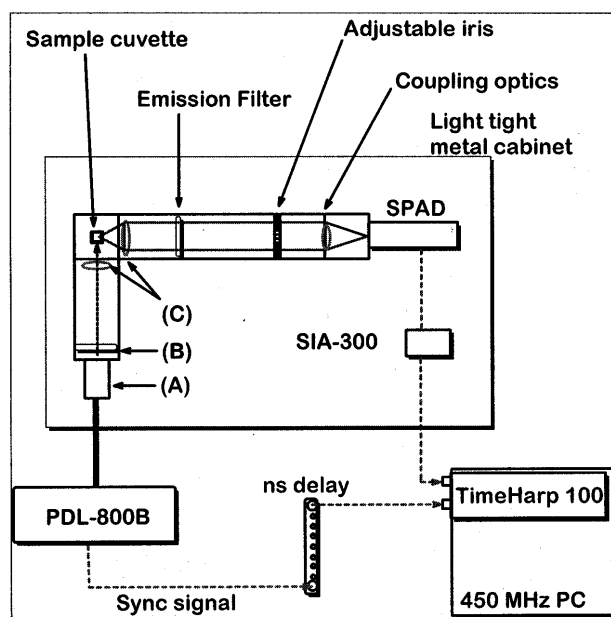 Sample cuvette
Adjustable iris
Emission Filter
Coupling optics
Light tight
metal cabinet
SPAD
(C)
SIA-300
(B)
(A)
ns delay
TimeHarp 100
PDL-800B
Sync signal
450 MHz PC